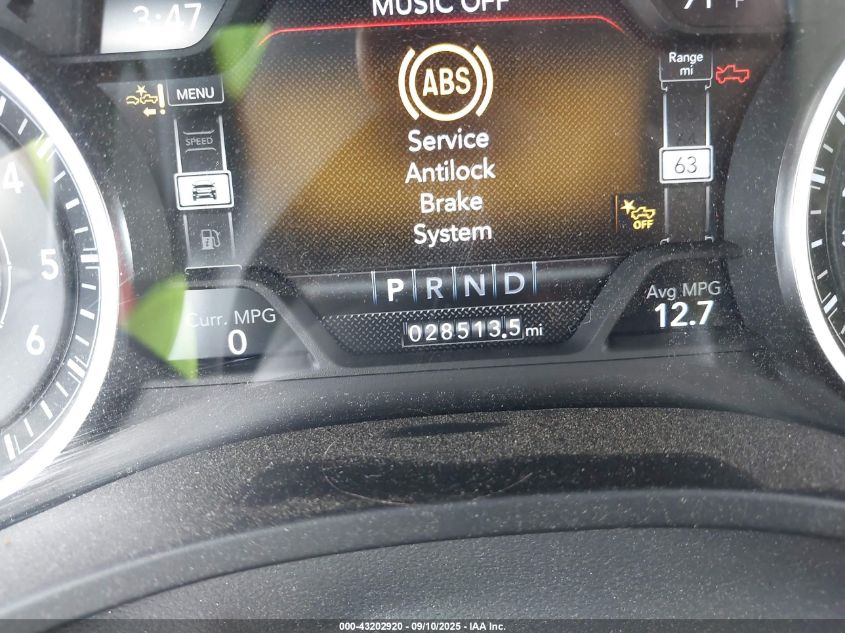 MUSIC OFF
3:47
MENU
SPEED
ABS
Service
Antilock
Brake
System
Range
mi
63
OFF
4
5
6
P R N D
Curr. MPG
0
028513.5 mi
Avg MPG
12.7
000-43202920 - 09/10/2025 - IAA Inc.